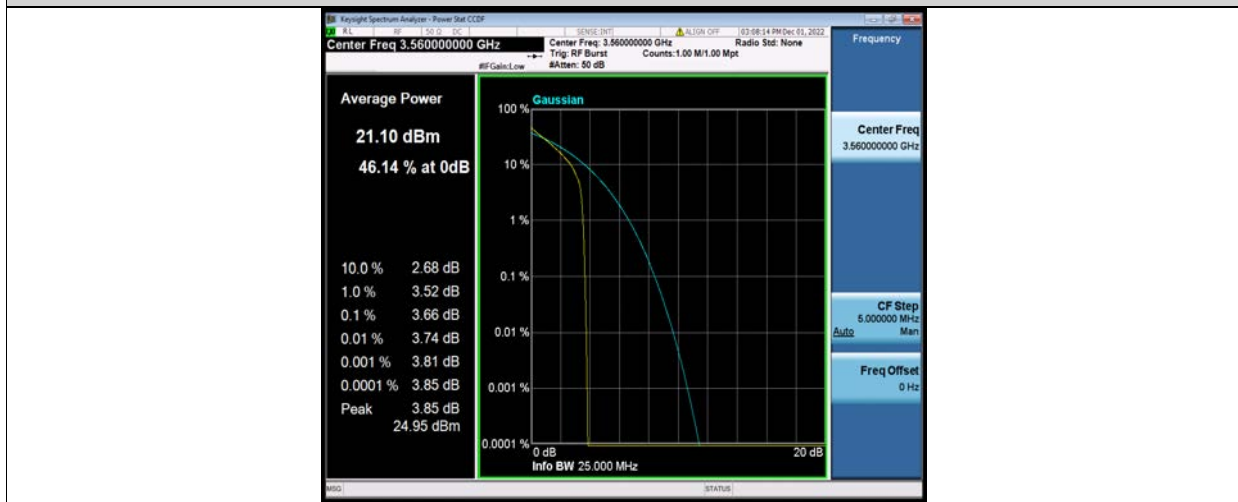 Keysight Spectrum Analyzer - Power Stat CCDF
RL RF 50 Ω DC SENSE:INT ALIGN OFF 03:08:14 PM Dec 01, 2022
Center Freq 3.560000000 GHz
Center Freq: 3.560000000 GHz Radio Std: None
Trig: RF Burst Counts:1.00 M/1.00 Mpt
#IFGain:Low #Atten: 50 dB
Average Power
21.10 dBm
46.14 % at 0dB
10.0 % 2.68 dB
1.0 % 3.52 dB
0.1 % 3.66 dB
0.01 % 3.74 dB
0.001 % 3.81 dB
0.0001 % 3.85 dB
Peak 3.85 dB
24.95 dBm
Gaussian
100 %
10 %
1 %
0.1 %
0.01 %
0.001 %
0.0001 %
0 dB 20 dB
Info BW 25.000 MHz
Frequency
Center Freq
3.560000000 GHz
CF Step
5.000000 MHz
Auto Man
Freq Offset
0 Hz
MSG STATUS